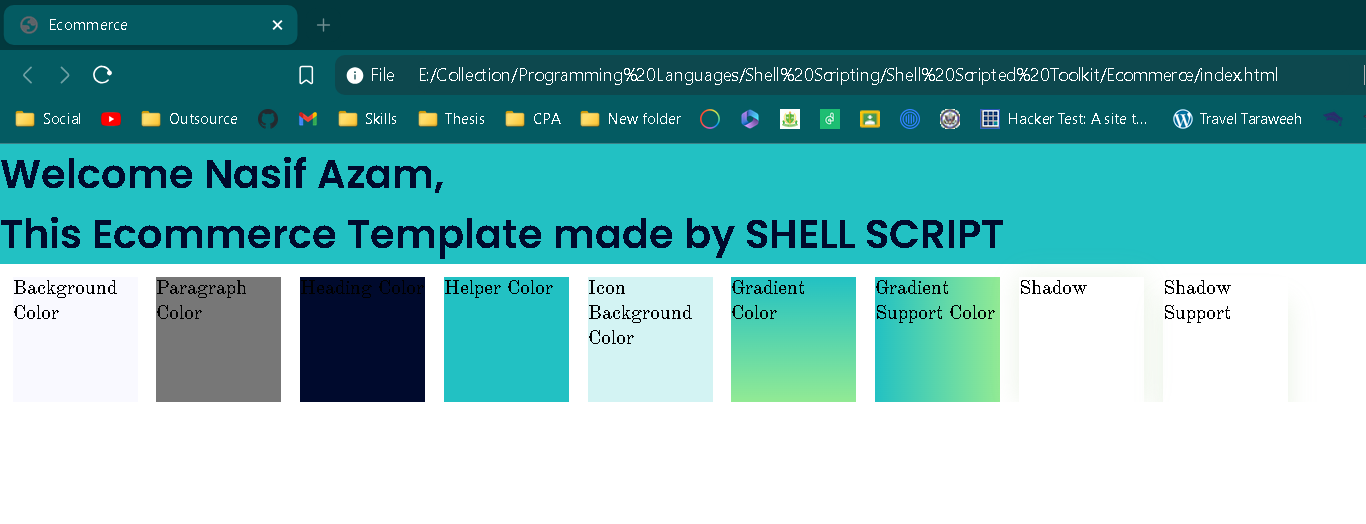 Ecommerce
File E:/Collection/Programming%20Languages/Shell%20Scripting/Shell%20Scripted%20Toolkit/Ecommerce/index.html
Social Outsource Skills Thesis CPA New folder Hacker Test: A site t... Travel Taraweeh
Welcome Nasif Azam,
This Ecommerce Template made by SHELL SCRIPT
Background
Color
Paragraph
Color
Heading Color
Helper Color
Icon
Background
Color
Gradient
Color
Gradient
Support Color
Shadow
Shadow
Support